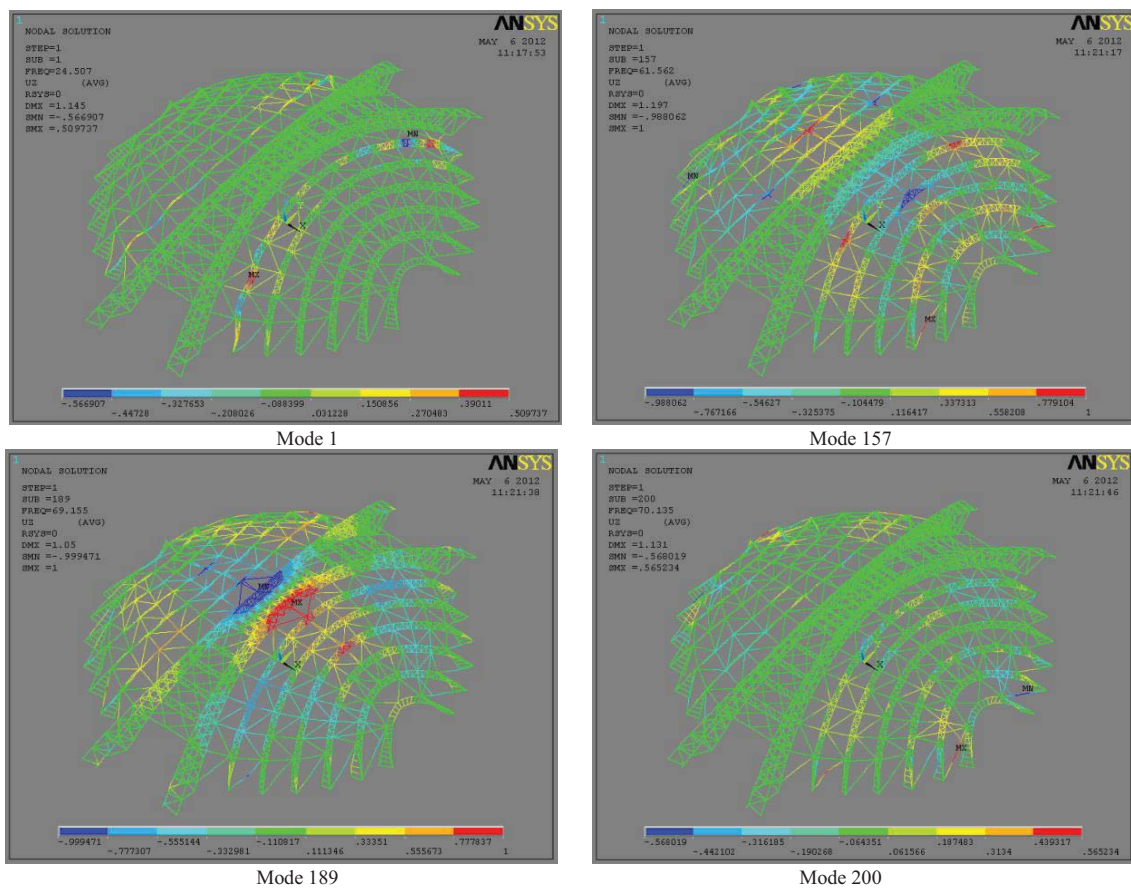 1
ANSYS
NODAL SOLUTION
MAY 6 2012
11:17:53
STEP=1
SUB =1
FREQ=24.507
UZ (AVG)
RSYS=0
DMX =1.145
SMN =-.566907
SMX =.509737
MN
X
MX
-.566907 -.327653 -.088399 .150856 .39011
-.44728 -.208026 .031228 .270483 .509737
Mode 1
1
ANSYS
NODAL SOLUTION
MAY 6 2012
11:21:17
STEP=1
SUB =157
FREQ=61.562
UZ (AVG)
RSYS=0
DMX =1.197
SMN =-.988062
SMX =1
MN
X
MX
-.988062 -.54627 -.104479 .337313 .779104
-.767166 -.325375 .116417 .558208 1
Mode 157
1
ANSYS
NODAL SOLUTION
MAY 6 2012
11:21:38
STEP=1
SUB =189
FREQ=69.155
UZ (AVG)
RSYS=0
DMX =1.05
SMN =-.999471
SMX =1
MN
MX
X
-.999471 -.555144 -.110817 .33351 .777837
-.777307 -.332981 .111346 .555673 1
Mode 189
1
ANSYS
NODAL SOLUTION
MAY 6 2012
11:21:46
STEP=1
SUB =200
FREQ=70.135
UZ (AVG)
RSYS=0
DMX =1.131
SMN =-.568019
SMX =.565234
X
MN
MX
-.568019 -.316185 -.064351 .187483 .439317
-.442102 -.190268 .061566 .3134 .565234
Mode 200